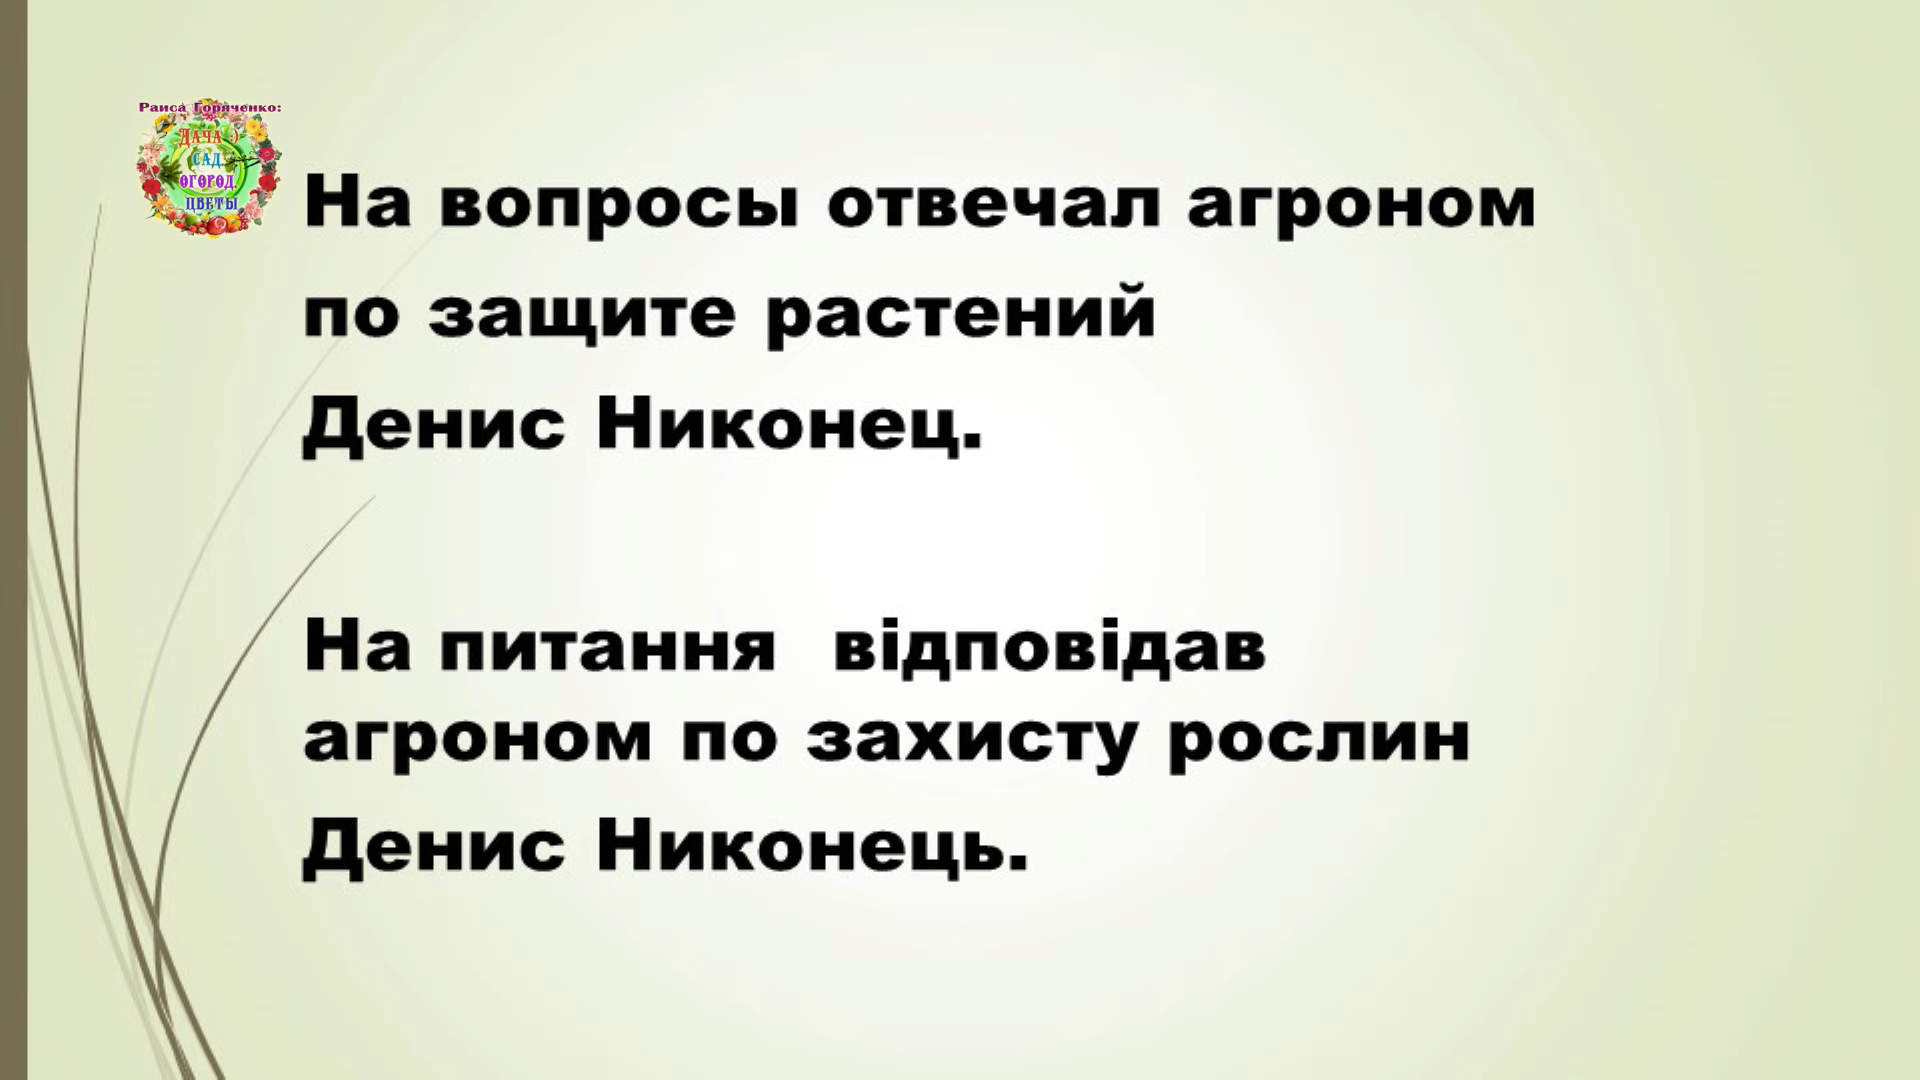 Раиса Горяченко:
Дача :)
сад,
огород,
цветы
На вопросы отвечал агроном
по защите растений
Денис Никонец.
На питання відповідав
агроном по захисту рослин
Денис Никонець.